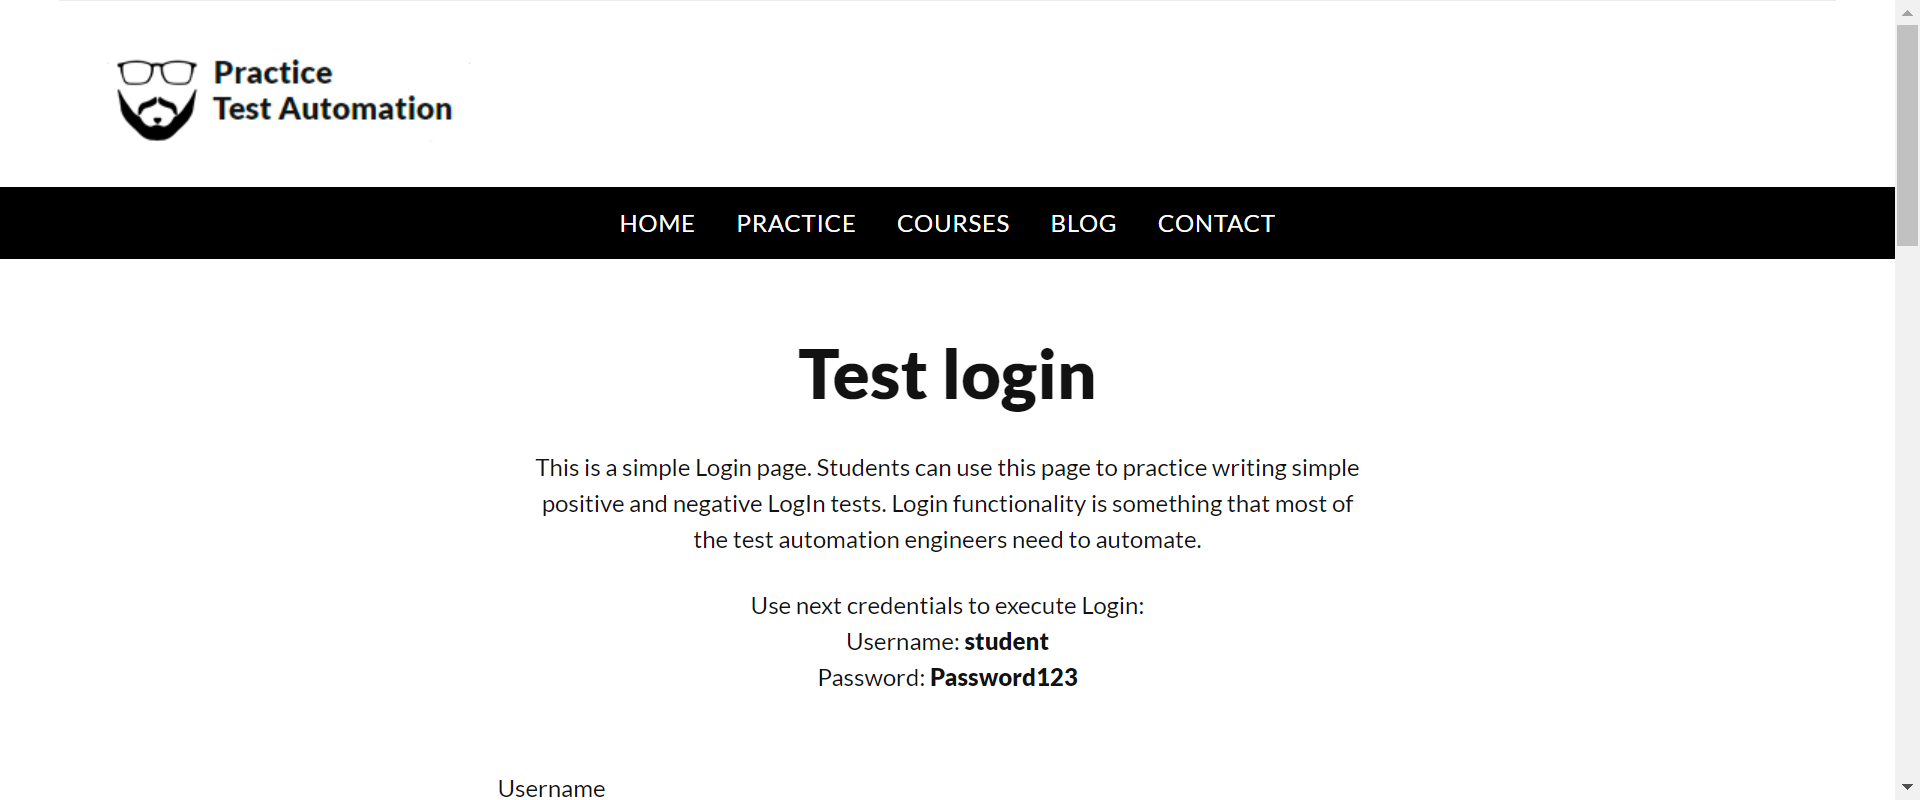 Practice
Test Automation
HOME PRACTICE COURSES BLOG CONTACT
Test login
This is a simple Login page. Students can use this page to practice writing simple
positive and negative LogIn tests. Login functionality is something that most of
the test automation engineers need to automate.
Use next credentials to execute Login:
Username: student
Password: Password123
Username